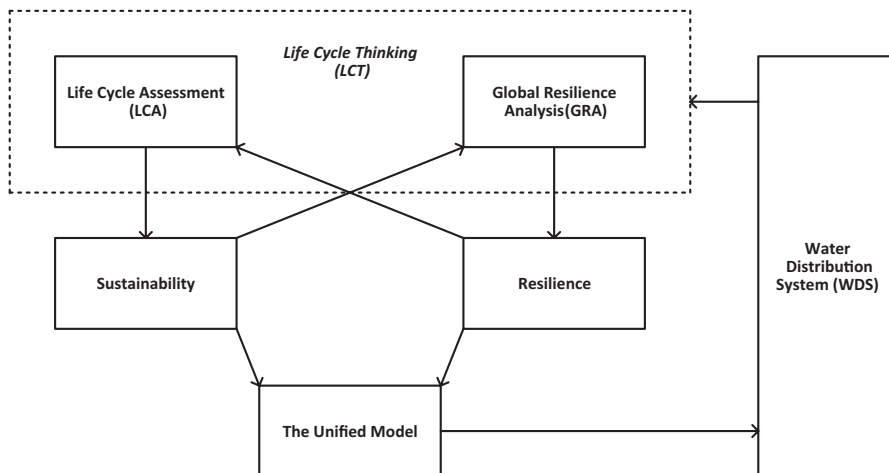 Life Cycle Thinking
(LCT)
Life Cycle Assessment
(LCA)
Global Resilience
Analysis(GRA)
Sustainability
Resilience
Water
Distribution
System (WDS)
The Unified Model